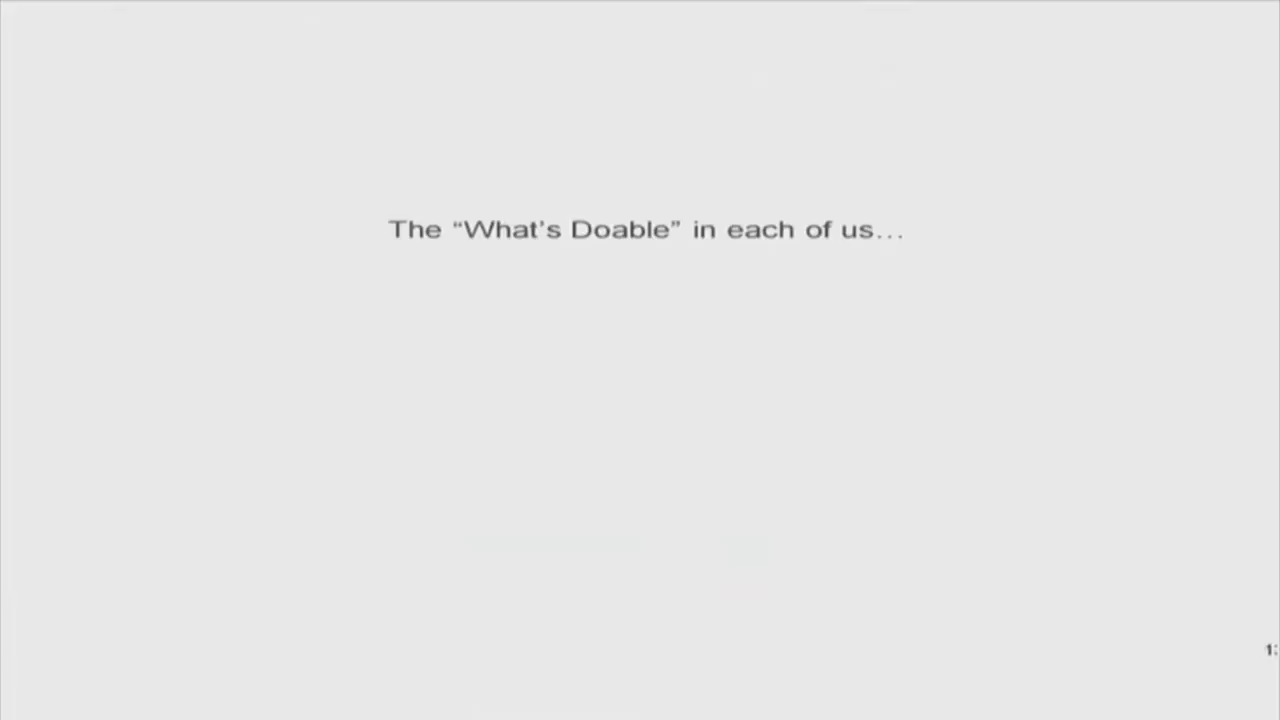 The “What’s Doable” in each of us…